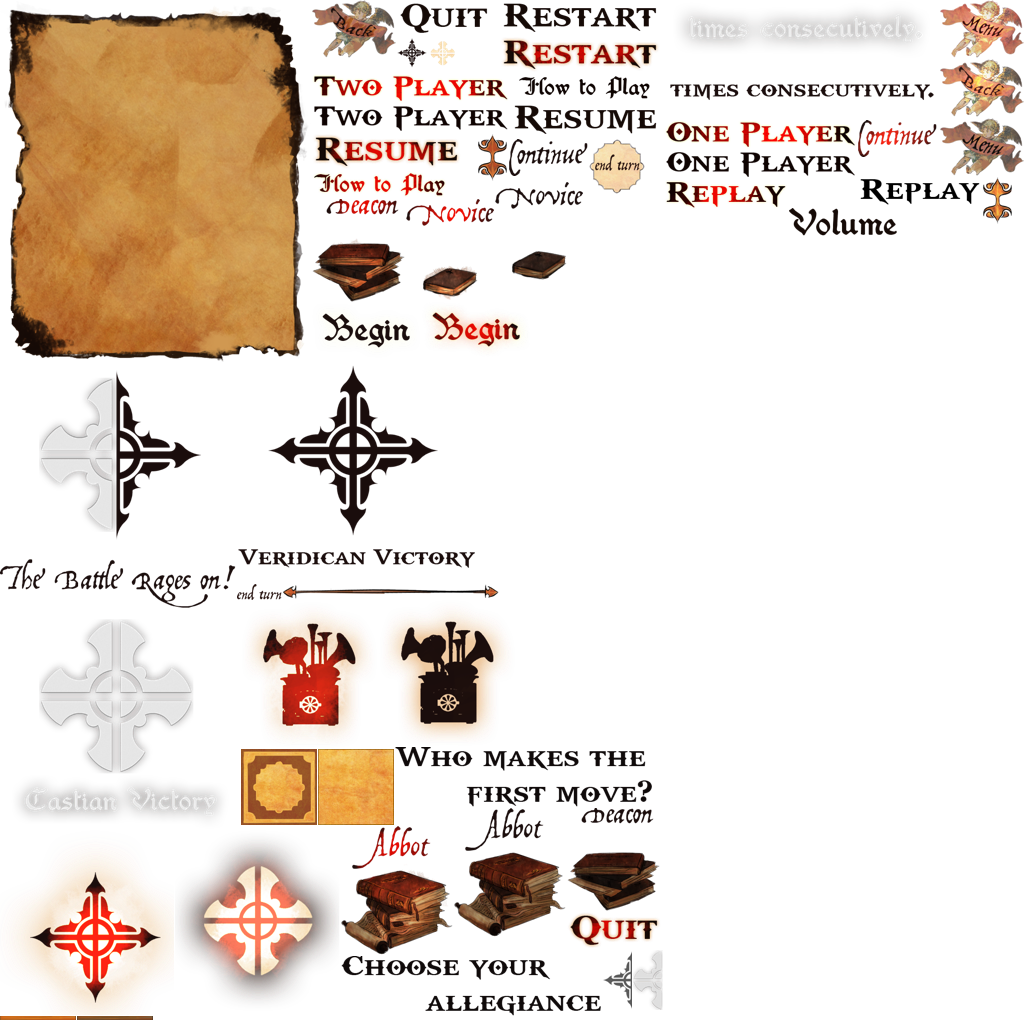 Back
Quit
Restart
Restart
Two Player
How to Play
Two Player
Resume
Resume
Continue
end turn
How to Play
Deacon
Novice
Novice
Begin
Begin
times consecutively.
Menu
times consecutively.
Back
One Player
Continue
Menu
One Player
Replay
Replay
Volume
The Battle Rages on!
Veridican Victory
end turn
Castian Victory
Who makes the
first move?
Deacon
Abbot
Abbot
Quit
Choose your
allegiance